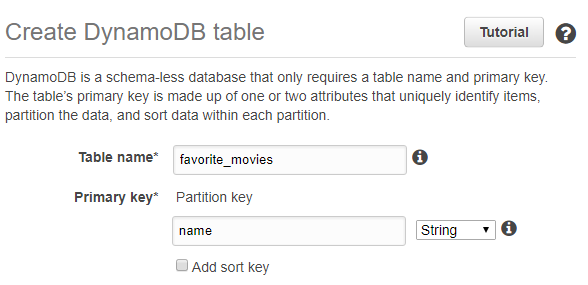 Create DynamoDB table
Tutorial
?
DynamoDB is a schema-less database that only requires a table name and primary key.
The table's primary key is made up of one or two attributes that uniquely identify items,
partition the data, and sort data within each partition.
Table name* favorite_movies i
Primary key* Partition key
name String i
Add sort key